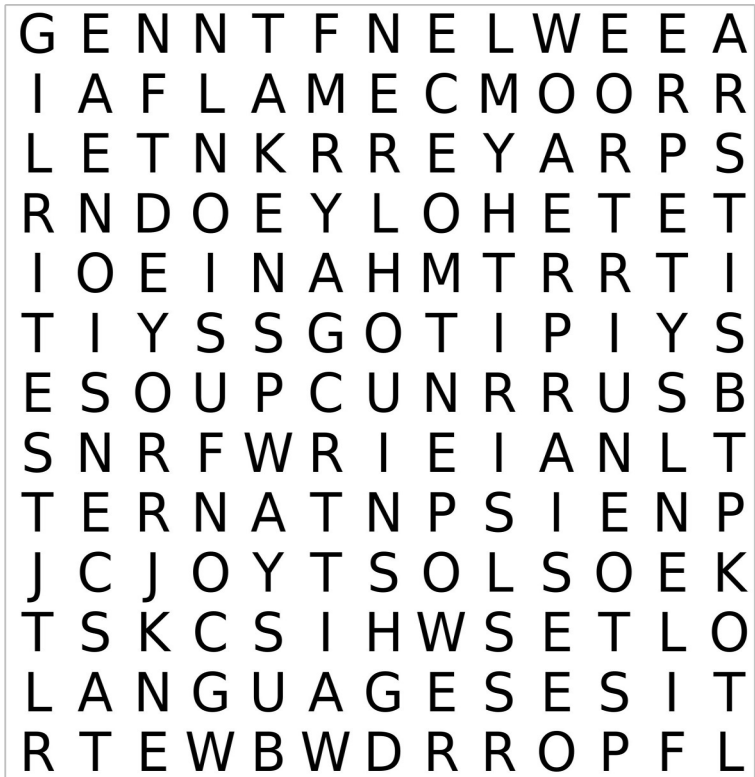 G E N N T F N E L W E E A
I A F L A M E C M O O R R
L E T N K R R E Y A R P S
R N D O E Y L O H E T E T
I O E I N A H M T R R T I
T I Y S S G O T I P I Y S
E S O U P C U N R R U S B
S N R F W R I E I A N L T
T E R N A T N P S I E N P
J C J O Y T S O L S O E K
T S K C S I H W S E T L O
L A N G U A G E S E S I T
R T E W B W D R R O P F L